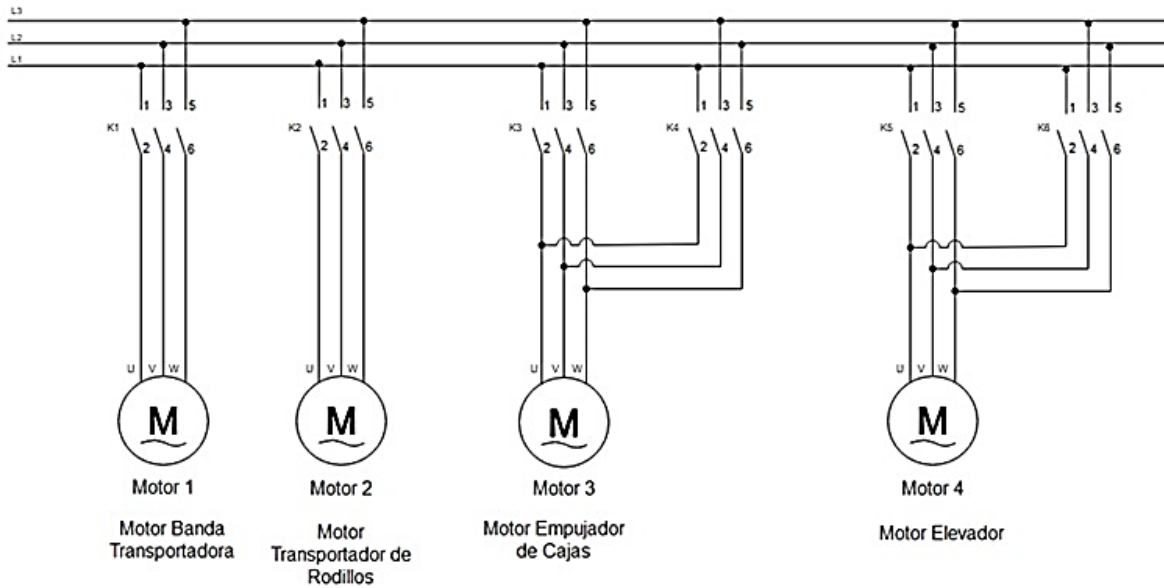 L3
L2
L1
1 3 5
1 3 5
1 3 5
1 3 5
1 3 5
1 3 5
K1
K2
K3
K4
K5
K6
2 4 6
2 4 6
2 4 6
2 4 6
2 4 6
2 4 6
U V W
U V W
U V W
U V W
M
M
M
M
Motor 1
Motor 2
Motor 3
Motor 4
Motor Banda
Transportadora
Motor
Transportador de
Rodillos
Motor Empujador
de Cajas
Motor Elevador